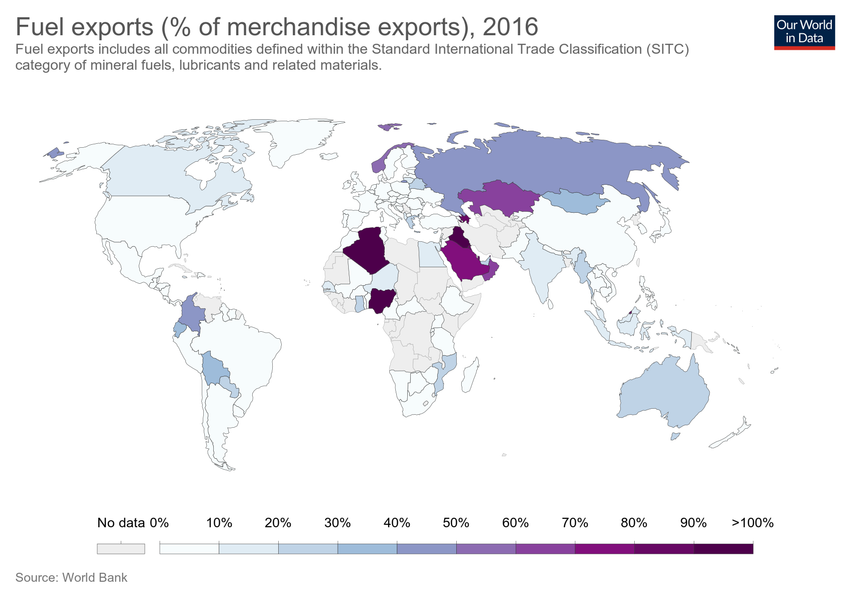 Fuel exports (% of merchandise exports), 2016
Our World
in Data
Fuel exports includes all commodities defined within the Standard International Trade Classification (SITC)
category of mineral fuels, lubricants and related materials.
No data 0% 10% 20% 30% 40% 50% 60% 70% 80% 90% >100%
Source: World Bank